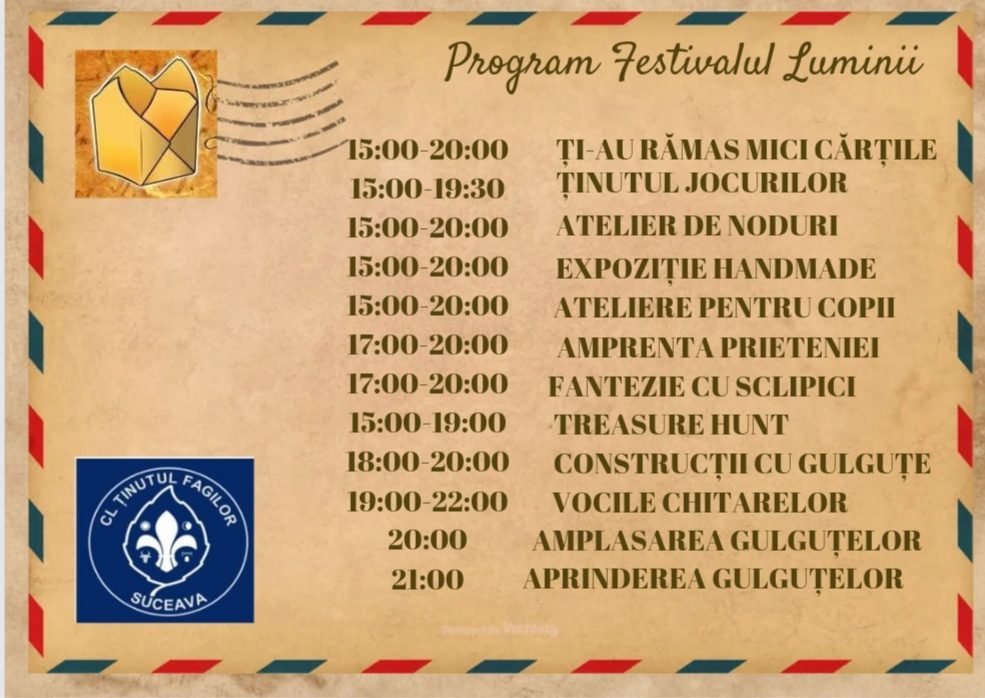 Program Festivalul Luminii
15:00-20:00 ȚI-AU RĂMAS MICI CĂRȚILE
15:00-19:30 ȚINUTUL JOCURILOR
15:00-20:00 ATELIER DE NODURI
15:00-20:00 EXPOZIȚIE HANDMADE
15:00-20:00 ATELIERE PENTRU COPII
17:00-20:00 AMPRENTA PRIETENIEI
17:00-20:00 FANTEZIE CU SCLIPICI
15:00-19:00 TREASURE HUNT
18:00-20:00 CONSTRUCȚII CU GULGUȚE
19:00-22:00 VOCILE CHITARELOR
20:00 AMPLASAREA GULGUȚELOR
21:00 APRINDEREA GULGUȚELOR
CL ȚINUTUL FAGILOR
SUCEAVA
Vecteezy